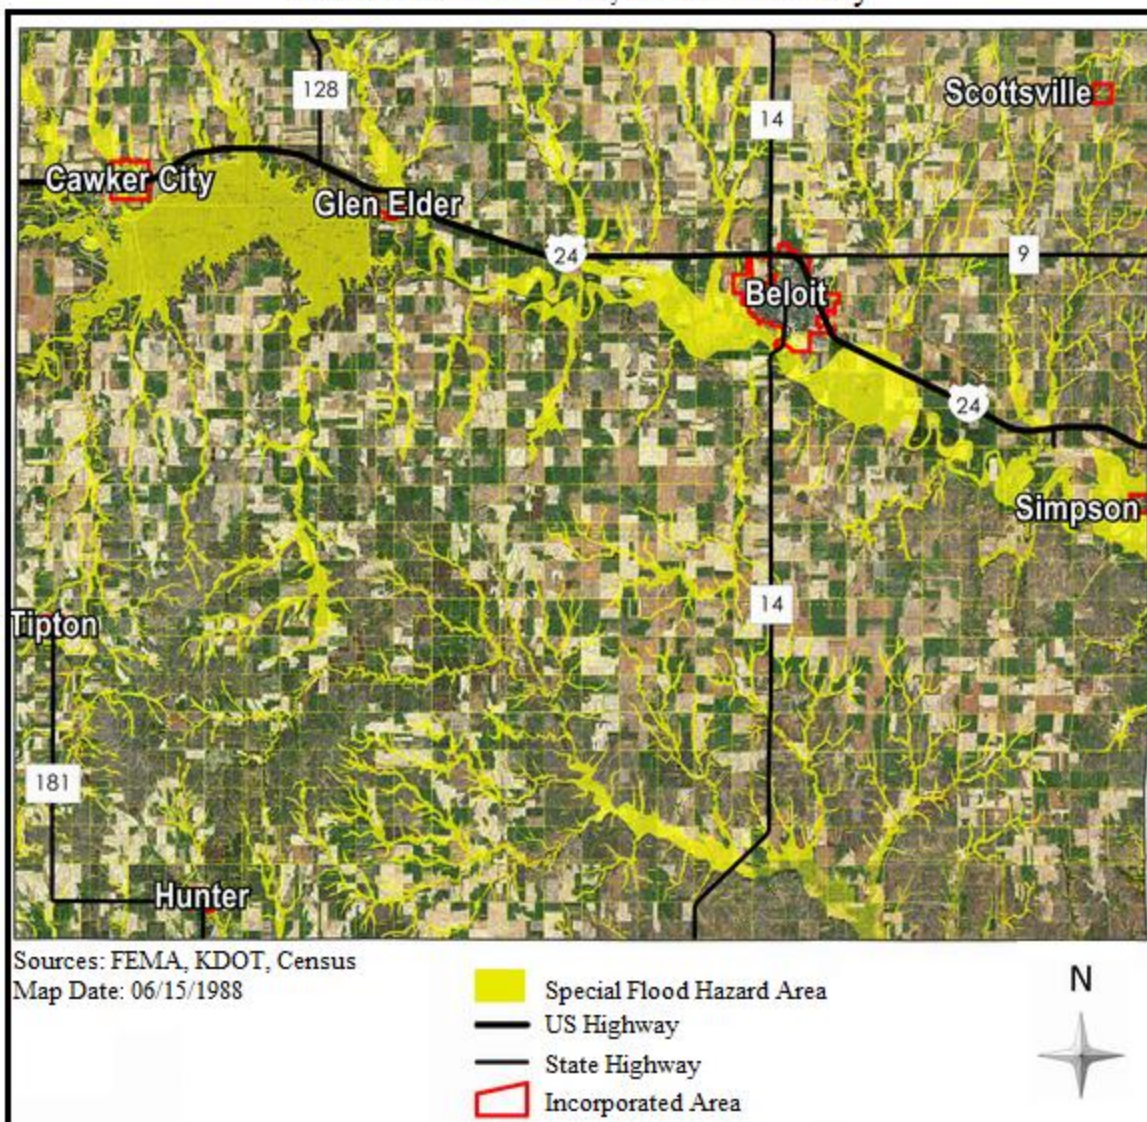 128
14
Scottsville
Cawker City
Glen Elder
24
9
Beloit
24
Simpson
14
Tipton
181
Hunter
Sources: FEMA, KDOT, Census
Map Date: 06/15/1988
Special Flood Hazard Area
US Highway
State Highway
Incorporated Area
N